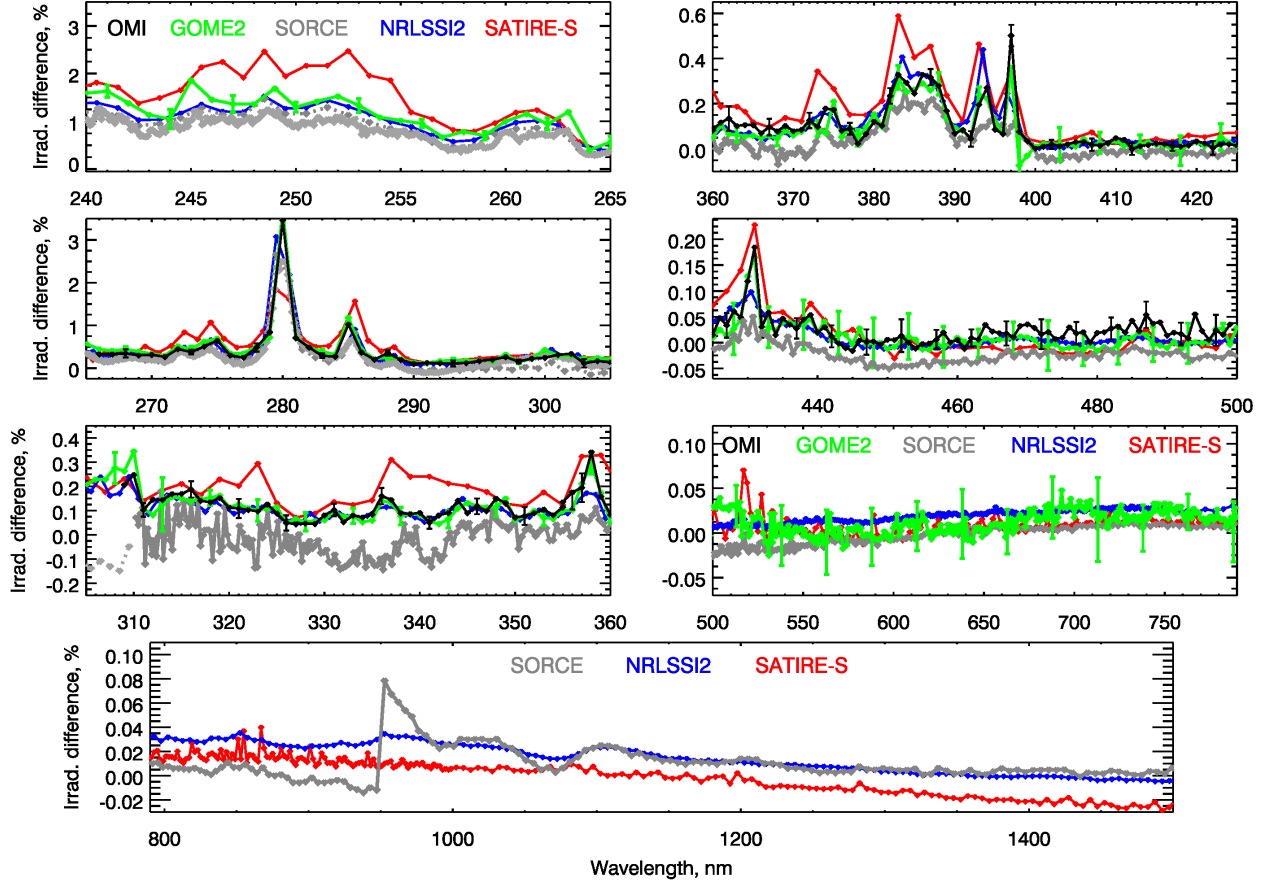 Irrad. difference, %
3
2
1
0
OMI GOME2 SORCE NRLSSI2 SATIRE-S
240 245 250 255 260 265
0.6
0.4
0.2
0.0
360 370 380 390 400 410 420
Irrad. difference, %
3
2
1
0
270 280 290 300
0.20
0.15
0.10
0.05
0.00
-0.05
440 460 480 500
Irrad. difference, %
0.4
0.3
0.2
0.1
-0.0
-0.1
-0.2
310 320 330 340 350 360
0.10
0.05
0.00
-0.05
OMI GOME2 SORCE NRLSSI2 SATIRE-S
500 550 600 650 700 750
Irrad. difference, %
0.10
0.08
0.06
0.04
0.02
0.00
-0.02
SORCE NRLSSI2 SATIRE-S
800 1000 1200 1400
Wavelength, nm